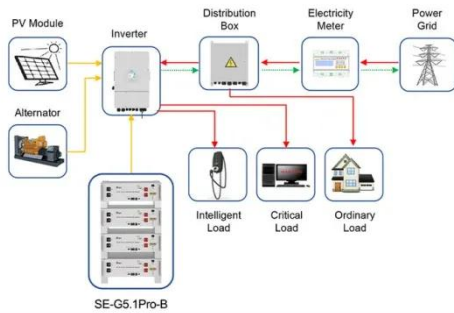 PV Module
Inverter
Distribution
Box
Electricity
Meter
Power
Grid
Alternator
Intelligent
Load
Critical
Load
Ordinary
Load
SE-G5.1Pro-B